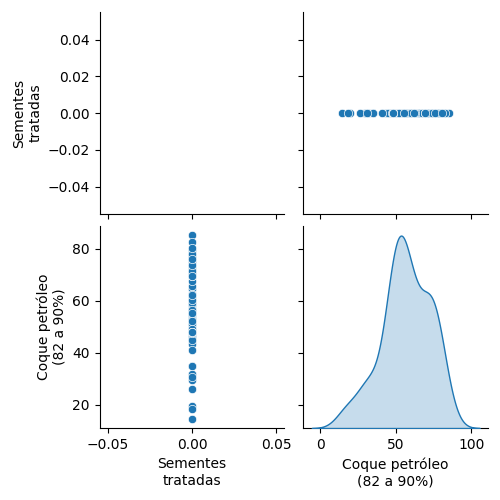 Sementes
tratadas
0.04
0.02
0.00
−0.02
−0.04
Coque petróleo
(82 a 90%)
80
60
40
20
−0.05
0.00
0.05
Sementes
tratadas
0
50
100
Coque petróleo
(82 a 90%)